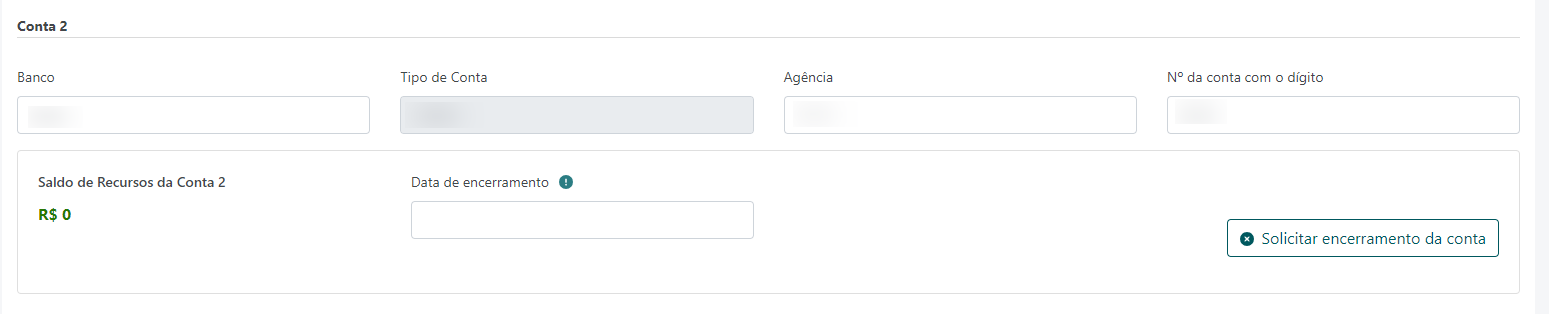 Conta 2
Banco
Tipo de Conta
Agência
Nº da conta com o dígito
Saldo de Recursos da Conta 2
Data de encerramento
R$ 0
Solicitar encerramento da conta